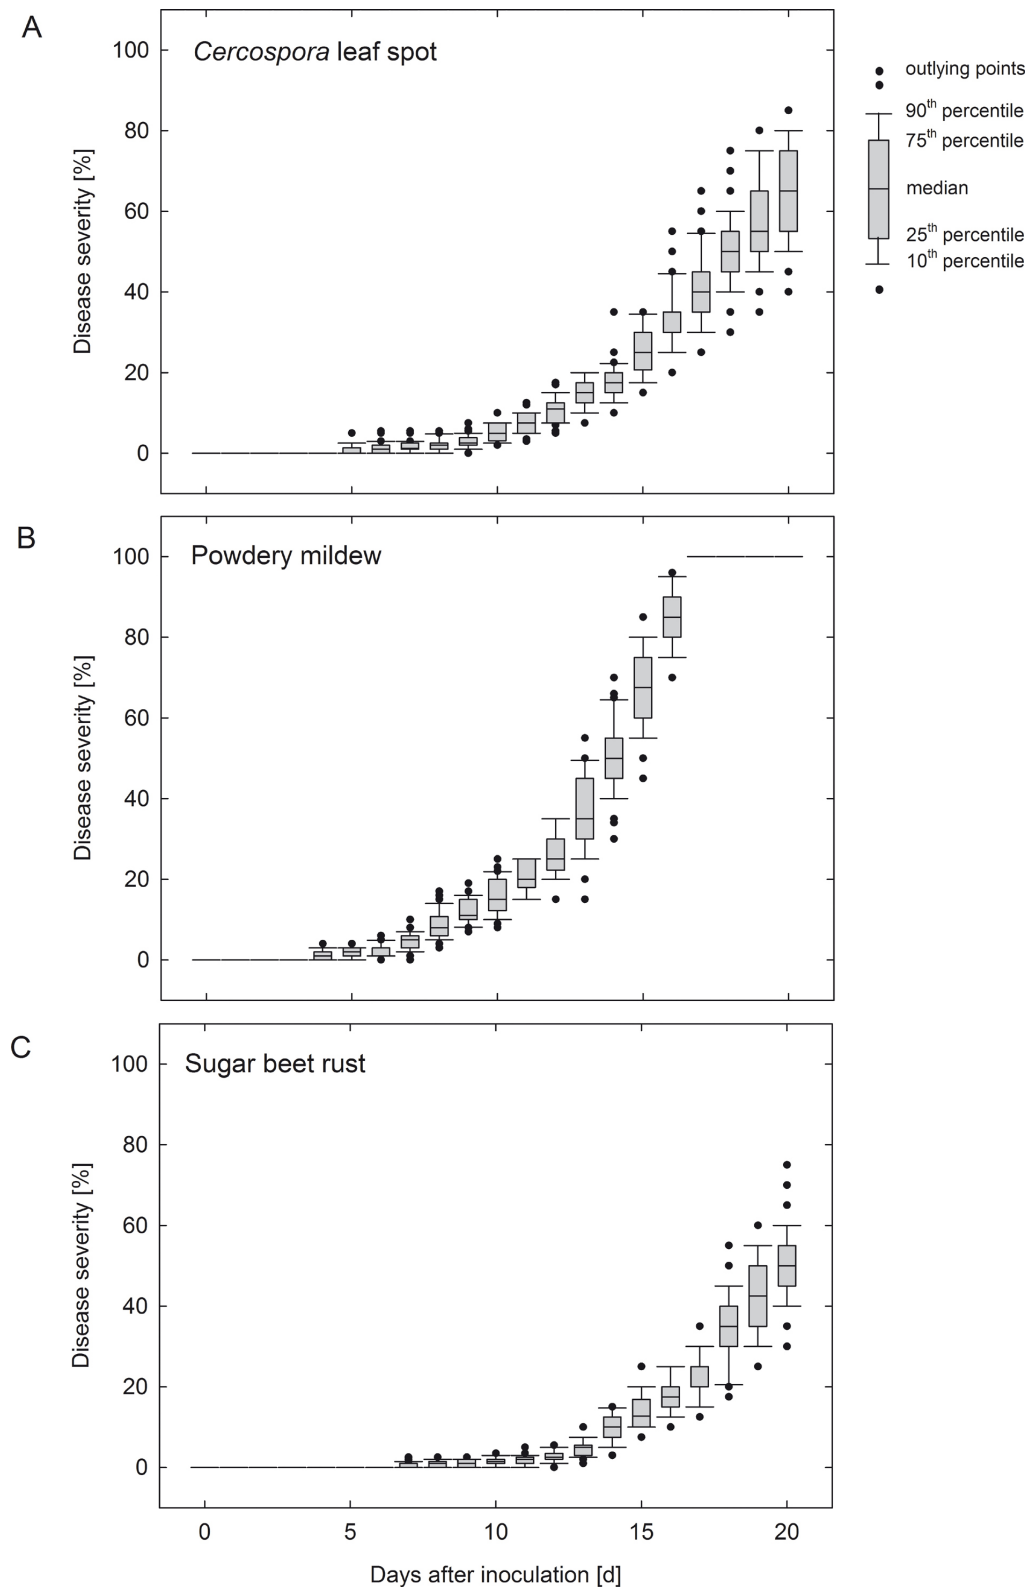 A
Cercospora leaf spot
100
80
60
40
20
0
Disease severity [%]
outlying points
90th percentile
75th percentile
median
25th percentile
10th percentile
B
Powdery mildew
100
80
60
40
20
0
Disease severity [%]
C
Sugar beet rust
100
80
60
40
20
0
Disease severity [%]
0 5 10 15 20
Days after inoculation [d]